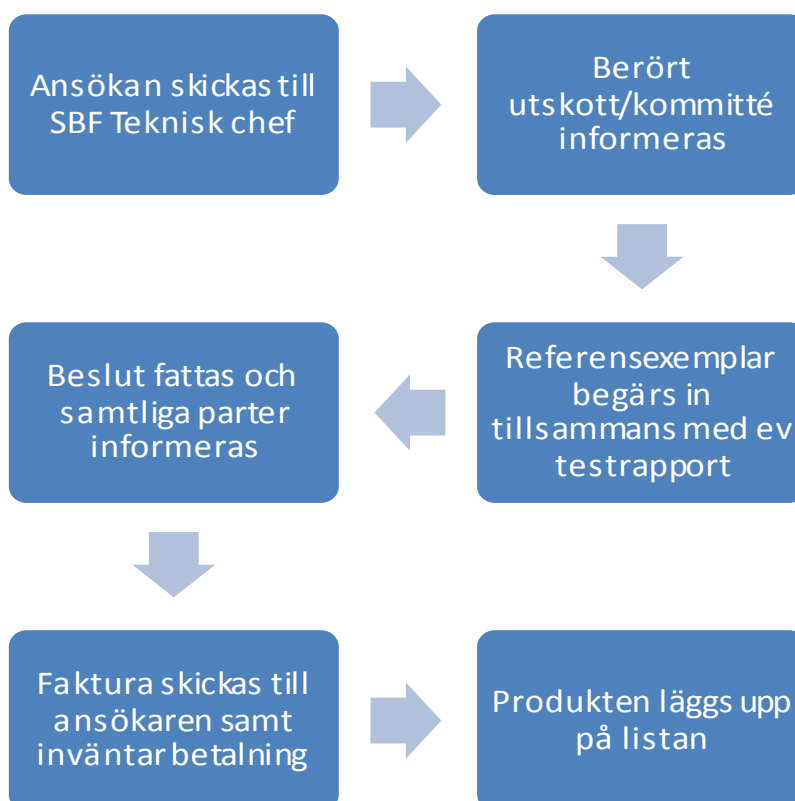 Ansökan skickas till
SBF Teknisk chef
Berört
utskott/kommitté
informeras
Referensexemplar
begärs in
tillsammans med ev
testrapport
Beslut fattas och
samtliga parter
informeras
Faktura skickas till
ansökaren samt
inväntar betalning
Produkten läggs upp
på listan